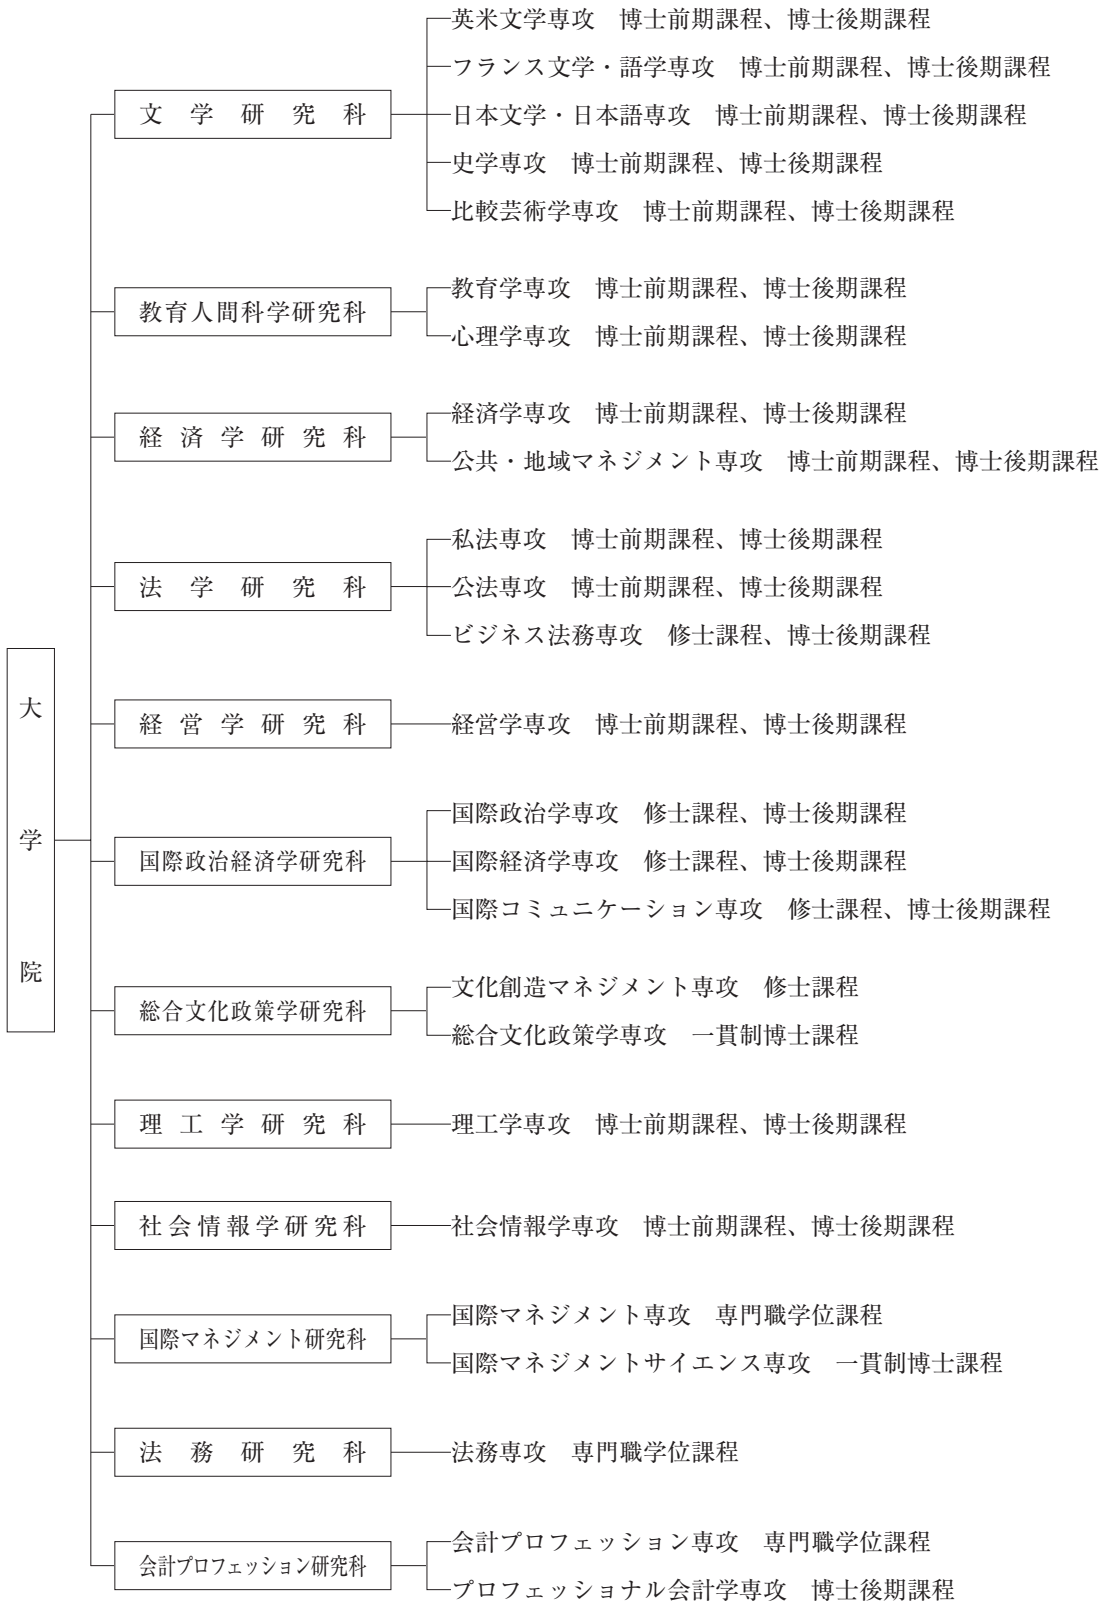 大学院
文学研究科
英米文学専攻　博士前期課程、博士後期課程
フランス文学・語学専攻　博士前期課程、博士後期課程
日本文学・日本語専攻　博士前期課程、博士後期課程
史学専攻　博士前期課程、博士後期課程
比較芸術学専攻　博士前期課程、博士後期課程
教育人間科学研究科
教育学専攻　博士前期課程、博士後期課程
心理学専攻　博士前期課程、博士後期課程
経済学研究科
経済学専攻　博士前期課程、博士後期課程
公共・地域マネジメント専攻　博士前期課程、博士後期課程
法学研究科
私法専攻　博士前期課程、博士後期課程
公法専攻　博士前期課程、博士後期課程
ビジネス法務専攻　修士課程、博士後期課程
経営学研究科
経営学専攻　博士前期課程、博士後期課程
国際政治経済学研究科
国際政治学専攻　修士課程、博士後期課程
国際経済学専攻　修士課程、博士後期課程
国際コミュニケーション専攻　修士課程、博士後期課程
総合文化政策学研究科
文化創造マネジメント専攻　修士課程
総合文化政策学専攻　一貫制博士課程
理工学研究科
理工学専攻　博士前期課程、博士後期課程
社会情報学研究科
社会情報学専攻　博士前期課程、博士後期課程
国際マネジメント研究科
国際マネジメント専攻　専門職学位課程
国際マネジメントサイエンス専攻　一貫制博士課程
法務研究科
法務専攻　専門職学位課程
会計プロフェッション研究科
会計プロフェッション専攻　専門職学位課程
プロフェッショナル会計学専攻　博士後期課程